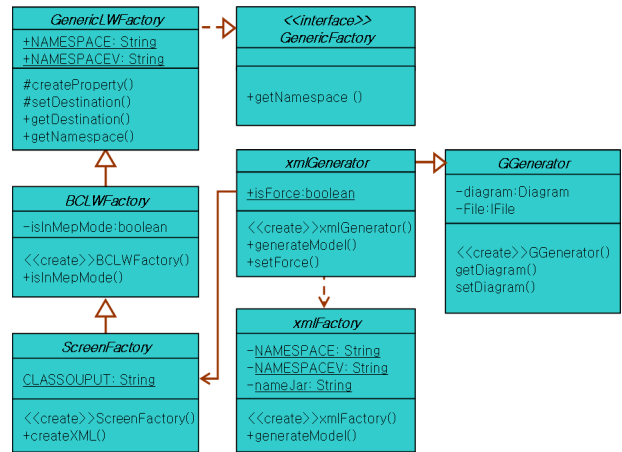 GenericLWFactory
+NAMESPACE: String
+NAMESPACEV: String
#createProperty()
#setDestination()
+getDestination()
+getNamespace()
<<interface>>
GenericFactory
+getNamespace ()
BCLWFactory
-isInMepMode:boolean
<<create>>BCLWFactory()
+isInMepMode()
xmlGenerator
+isForce:boolean
<<create>>xmlGenerator()
+generateModel()
+setForce()
GGenerator
-diagram:Diagram
-File:IFile
<<create>>GGenerator()
getDiagram()
setDiagram()
ScreenFactory
CLASSOUPUT: String
<<create>>ScreenFactory()
+createXML()
xmlFactory
-NAMESPACE: String
-NAMESPACEV: String
-nameJar: String
<<create>>xmlFactory()
+generateModel()